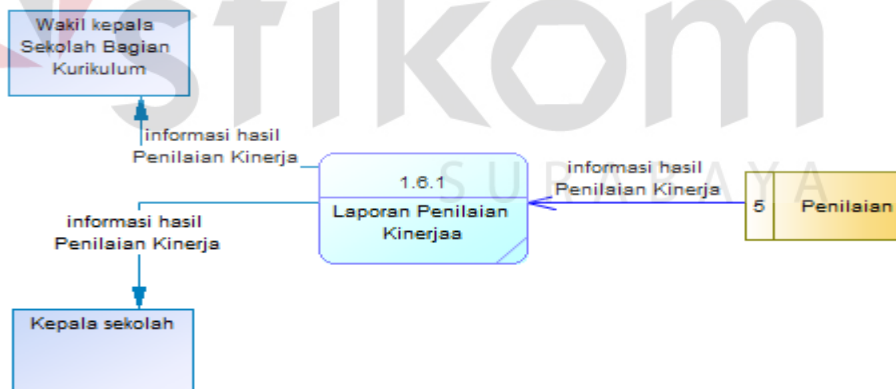 stikom
SURABAYA
Wakil kepala
Sekolah Bagian
Kurikulum
informasi hasil
Penilaian Kinerja
1.6.1
Laporan Penilaian
Kinerjaa
informasi hasil
Penilaian Kinerja
5
Penilaian
informasi hasil
Penilaian Kinerja
Kepala sekolah